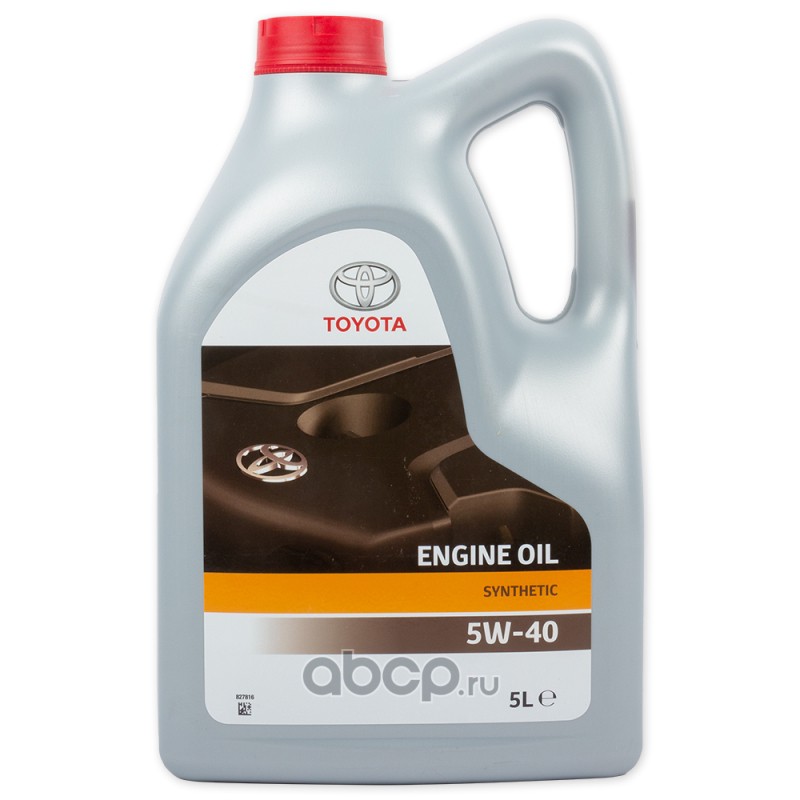 TOYOTA
ENGINE OIL
SYNTHETIC
5W-40
abcp.ru
827816
5L ℮